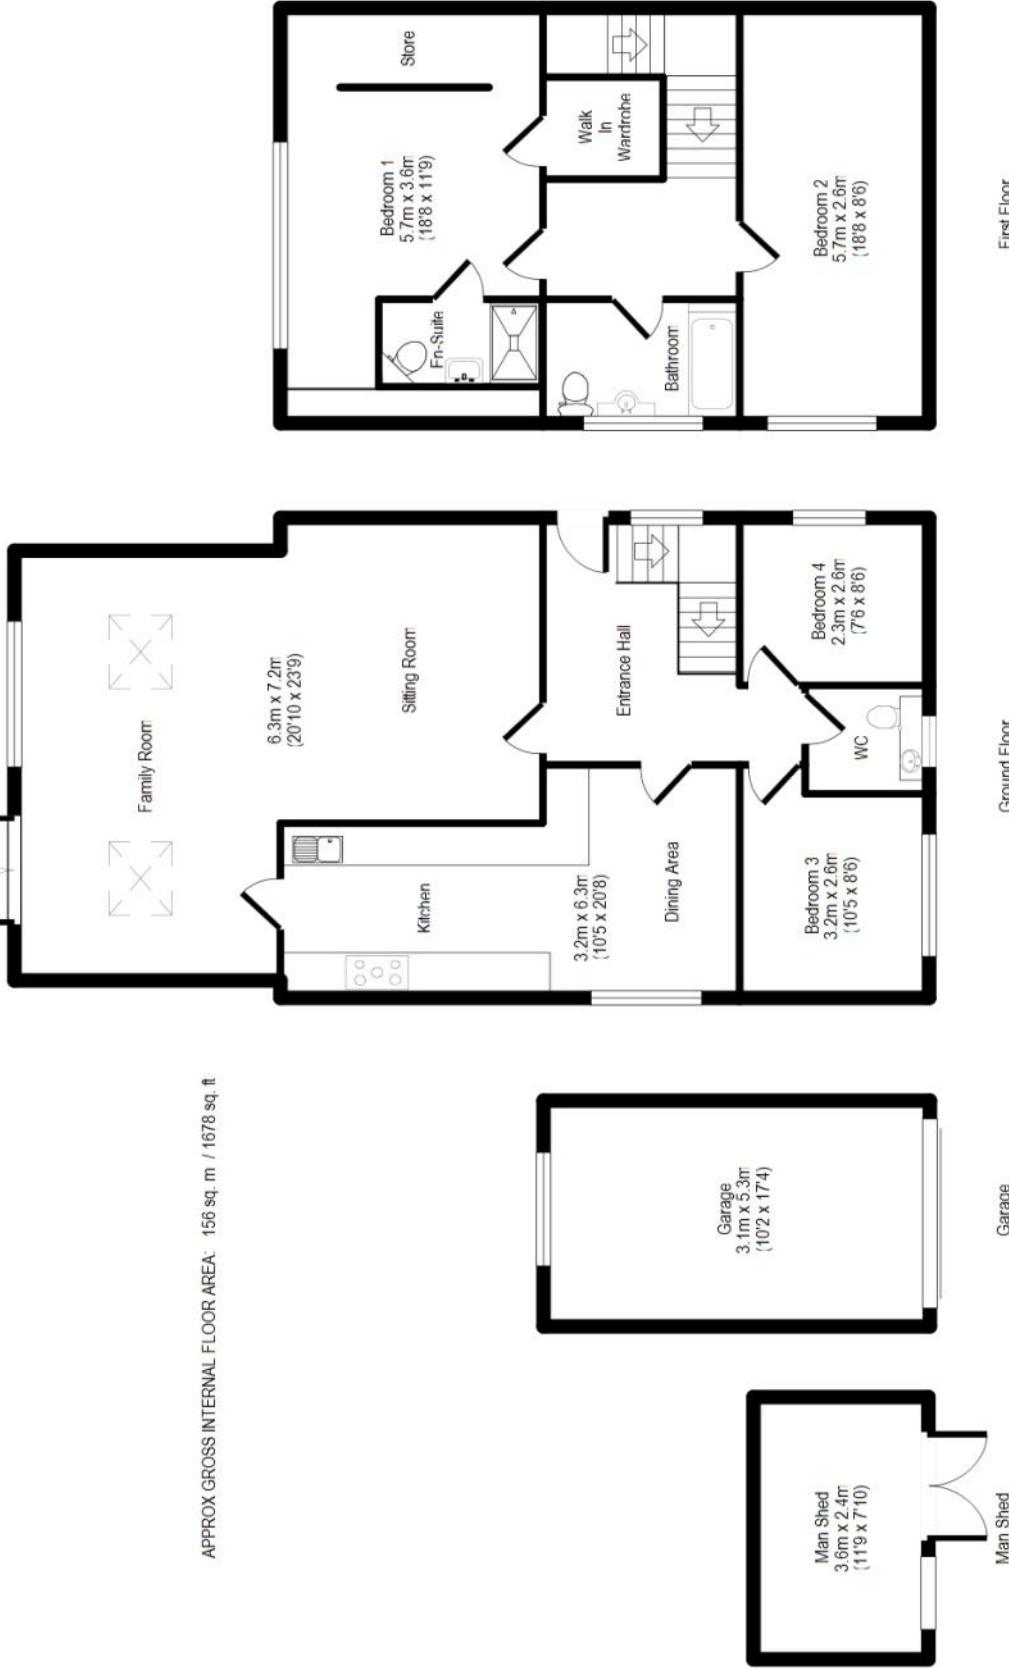 APPROX GROSS INTERNAL FLOOR AREA: 156 sq. m / 1678 sq. ft
Family Room
6.3m x 7.2m
(20'10 x 23'9)
Sitting Room
Kitchen
3.2m x 6.3m
(10'5 x 20'8)
Dining Area
Entrance Hall
Bedroom 3
3.2m x 2.6m
(10'5 x 8'6)
WC
Bedroom 4
2.3m x 2.6m
(7'6 x 8'6)
Ground Floor
Store
Bedroom 1
5.7m x 3.6m
(18'8 x 11'9)
En-Suite
Walk
In
Wardrobe
Bathroom
Bedroom 2
5.7m x 2.6m
(18'8 x 8'6)
First Floor
Garage
3.1m x 5.3m
(10'2 x 17'4)
Garage
Man Shed
3.6m x 2.4m
(11'9 x 7'10)
Man Shed